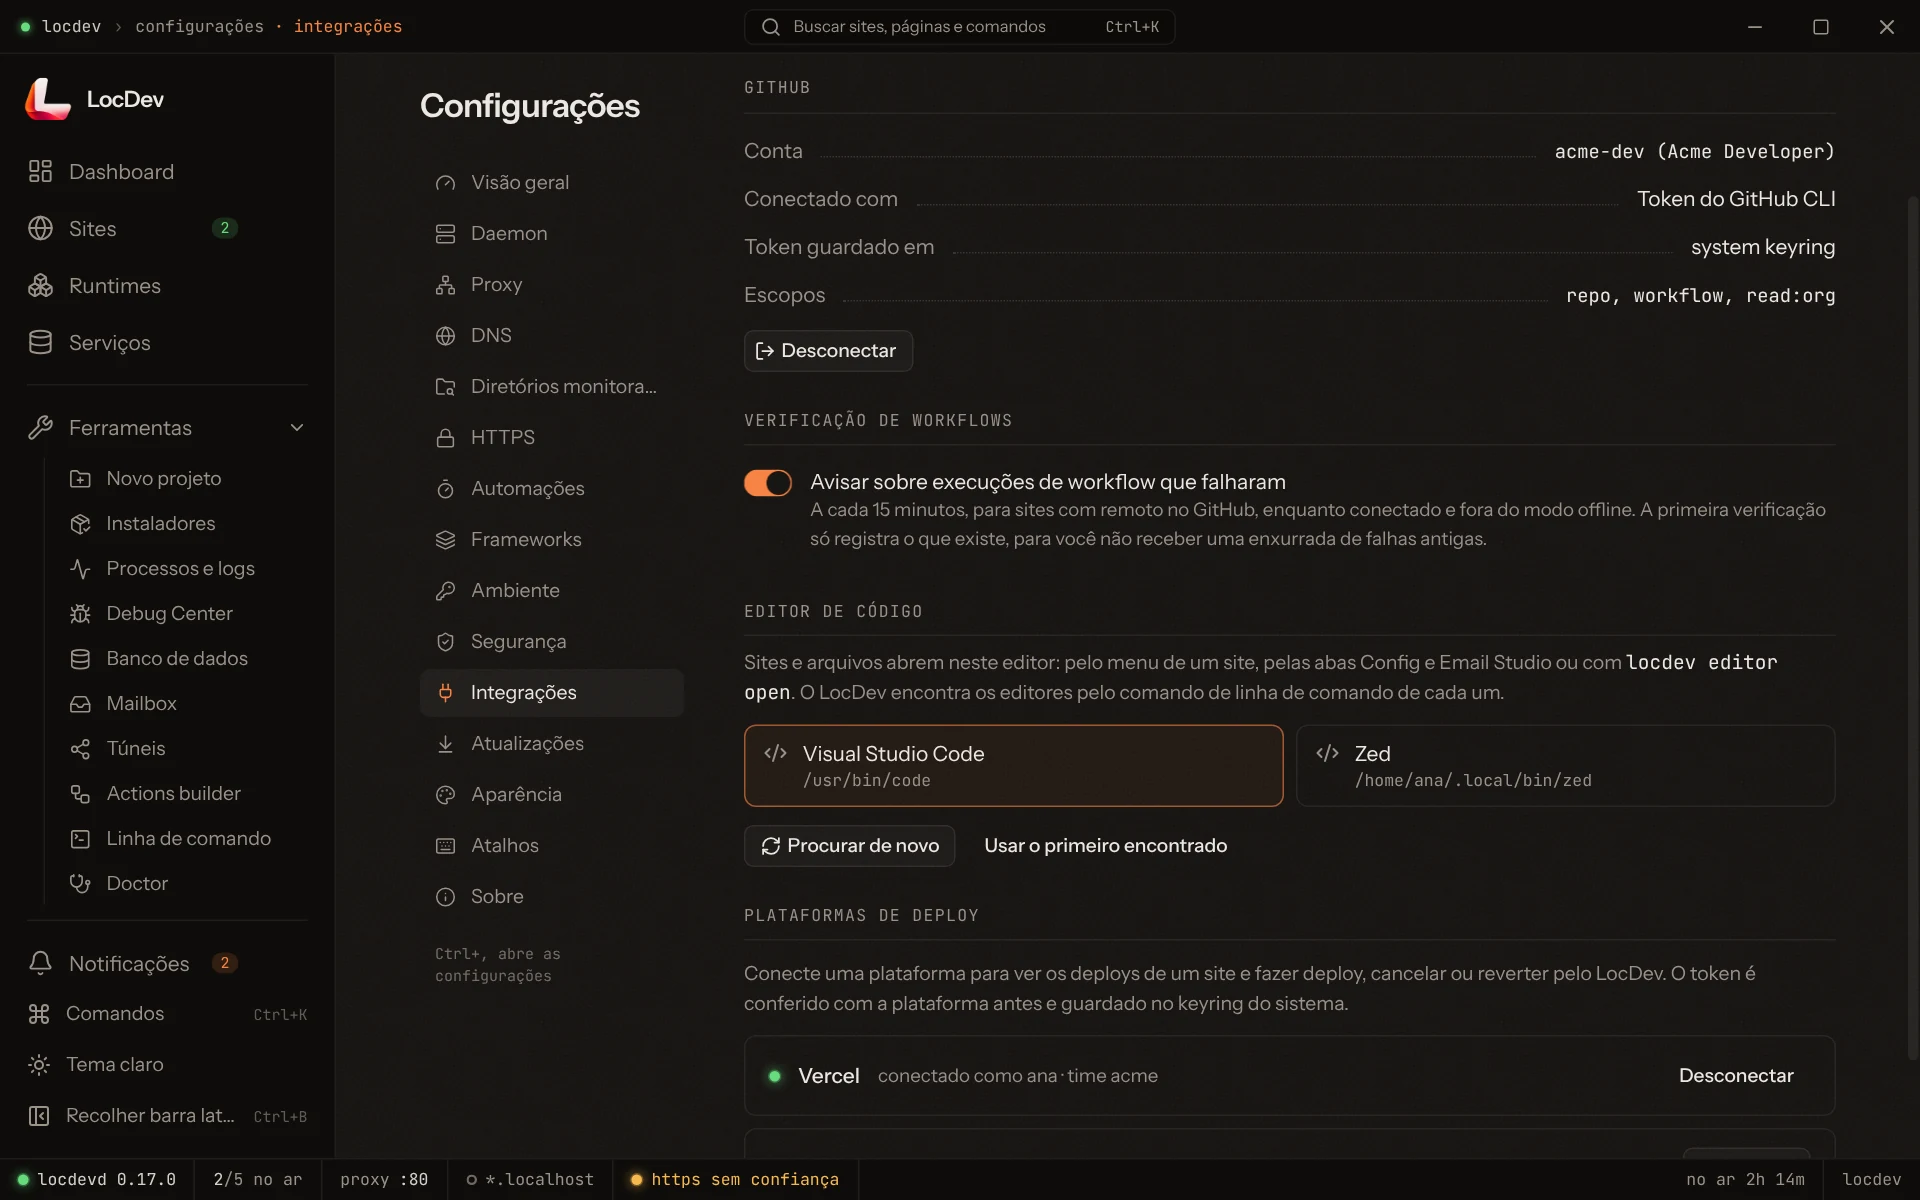 locdev › configurações · integrações
Buscar sites, páginas e comandos Ctrl+K
LocDev
Dashboard
Sites 2
Runtimes
Serviços
Ferramentas
Novo projeto
Instaladores
Processos e logs
Debug Center
Banco de dados
Mailbox
Túneis
Actions builder
Linha de comando
Doctor
Notificações 2
Comandos Ctrl+K
Tema claro
Recolher barra lat... Ctrl+B
Configurações
Visão geral
Daemon
Proxy
DNS
Diretórios monitora...
HTTPS
Automações
Frameworks
Ambiente
Segurança
Integrações
Atualizações
Aparência
Atalhos
Sobre
Ctrl+, abre as
configurações
GITHUB
Conta acme-dev (Acme Developer)
Conectado com Token do GitHub CLI
Token guardado em system keyring
Escopos repo, workflow, read:org
Desconectar
VERIFICAÇÃO DE WORKFLOWS
Avisar sobre execuções de workflow que falharam
A cada 15 minutos, para sites com remoto no GitHub, enquanto conectado e fora do modo offline. A primeira verificação
só registra o que existe, para você não receber uma enxurrada de falhas antigas.
EDITOR DE CÓDIGO
Sites e arquivos abrem neste editor: pelo menu de um site, pelas abas Config e Email Studio ou com locdev editor
open. O LocDev encontra os editores pelo comando de linha de comando de cada um.
Visual Studio Code
/usr/bin/code
Zed
/home/ana/.local/bin/zed
Procurar de novo Usar o primeiro encontrado
PLATAFORMAS DE DEPLOY
Conecte uma plataforma para ver os deploys de um site e fazer deploy, cancelar ou reverter pelo LocDev. O token é
conferido com a plataforma antes e guardado no keyring do sistema.
Vercel conectado como ana · time acme Desconectar
locdevd 0.17.0 2/5 no ar proxy :80 *.localhost https sem confiança no ar 2h 14m locdev